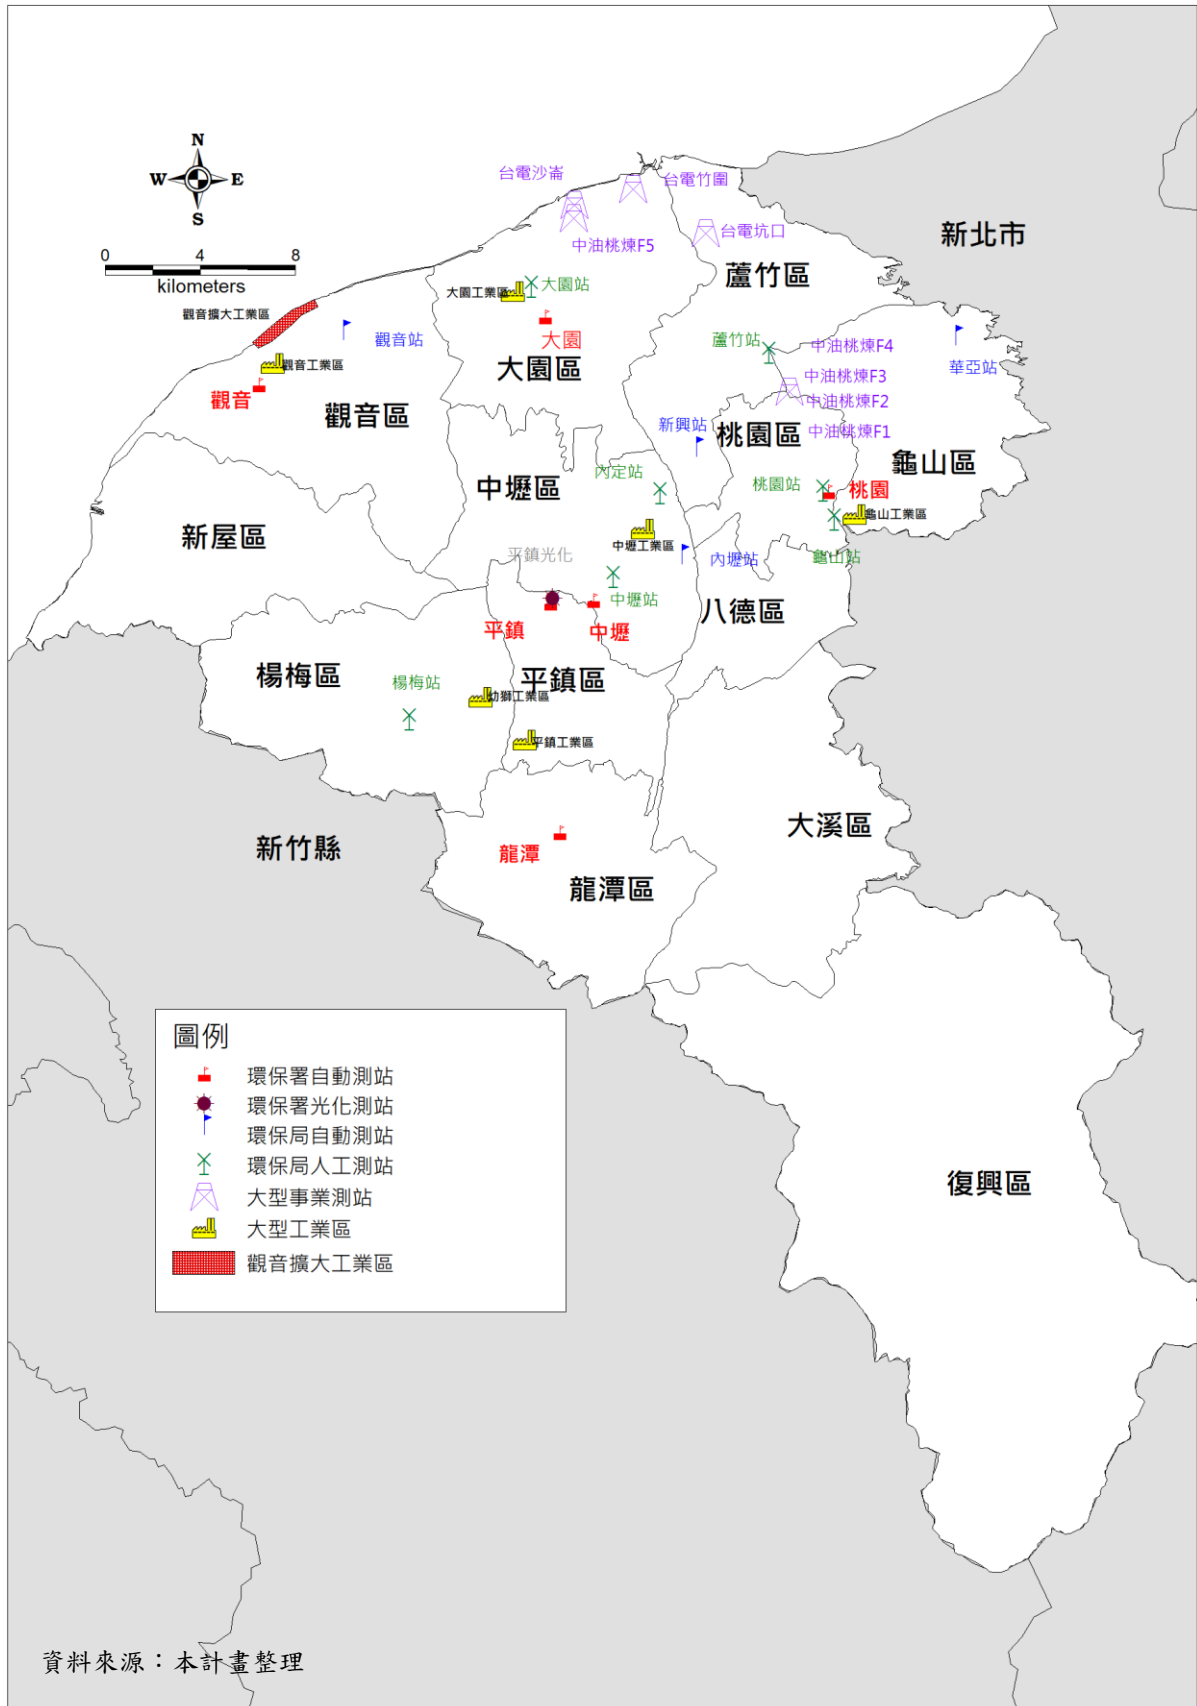 N
W
E
S
0
4
8
kilometers
台電沙崙
台電竹圍
中油桃煉F5
台電坑口
新北市
蘆竹區
大園工業區
大園站
觀音擴大工業區
觀音站
大園
大園區
蘆竹站
中油桃煉F4
華亞站
觀音工業區
中油桃煉F3
觀音
中油桃煉F2
觀音區
新興站
桃園區
中油桃煉F1
龜山區
中壢區
內定站
桃園站
桃園
龜山工業區
新屋區
平鎮光化
中壢工業區
內壢站
龜山站
中壢站
八德區
平鎮
中壢
楊梅區
楊梅站
平鎮區
幼獅工業區
平鎮工業區
大溪區
新竹縣
龍潭
龍潭區
復興區
圖例
環保署自動測站
環保署光化測站
環保局自動測站
環保局人工測站
大型事業測站
大型工業區
觀音擴大工業區
資料來源：本計畫整理